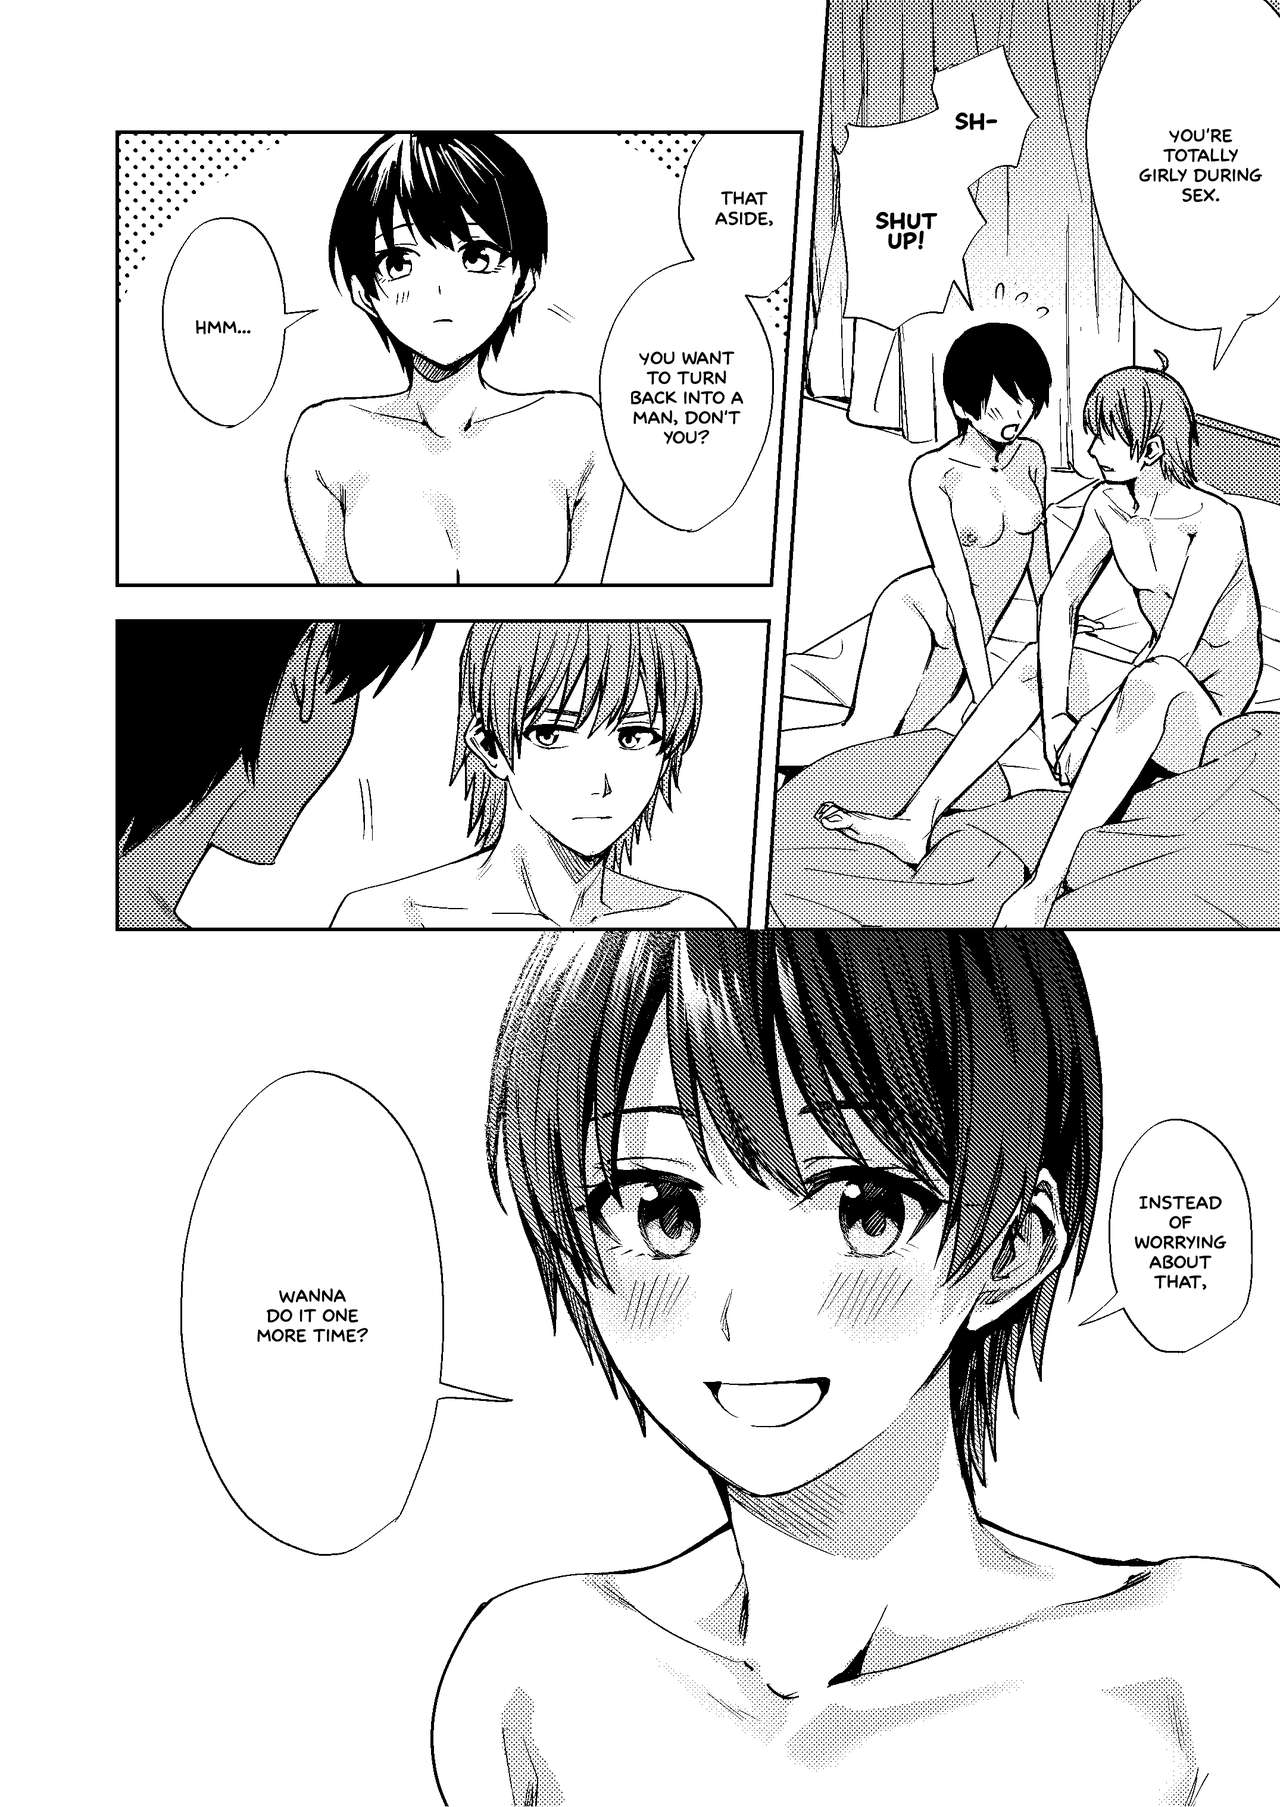 YOU'RE
TOTALLY
GIRLY DURING
SEX.
SH-
SHUT
UP!
THAT
ASIDE,
YOU WANT
TO TURN
BACK INTO A
MAN, DON'T
YOU?
HMM...
INSTEAD
OF
WORRYING
ABOUT
THAT,
WANNA
DO IT ONE
MORE TIME?